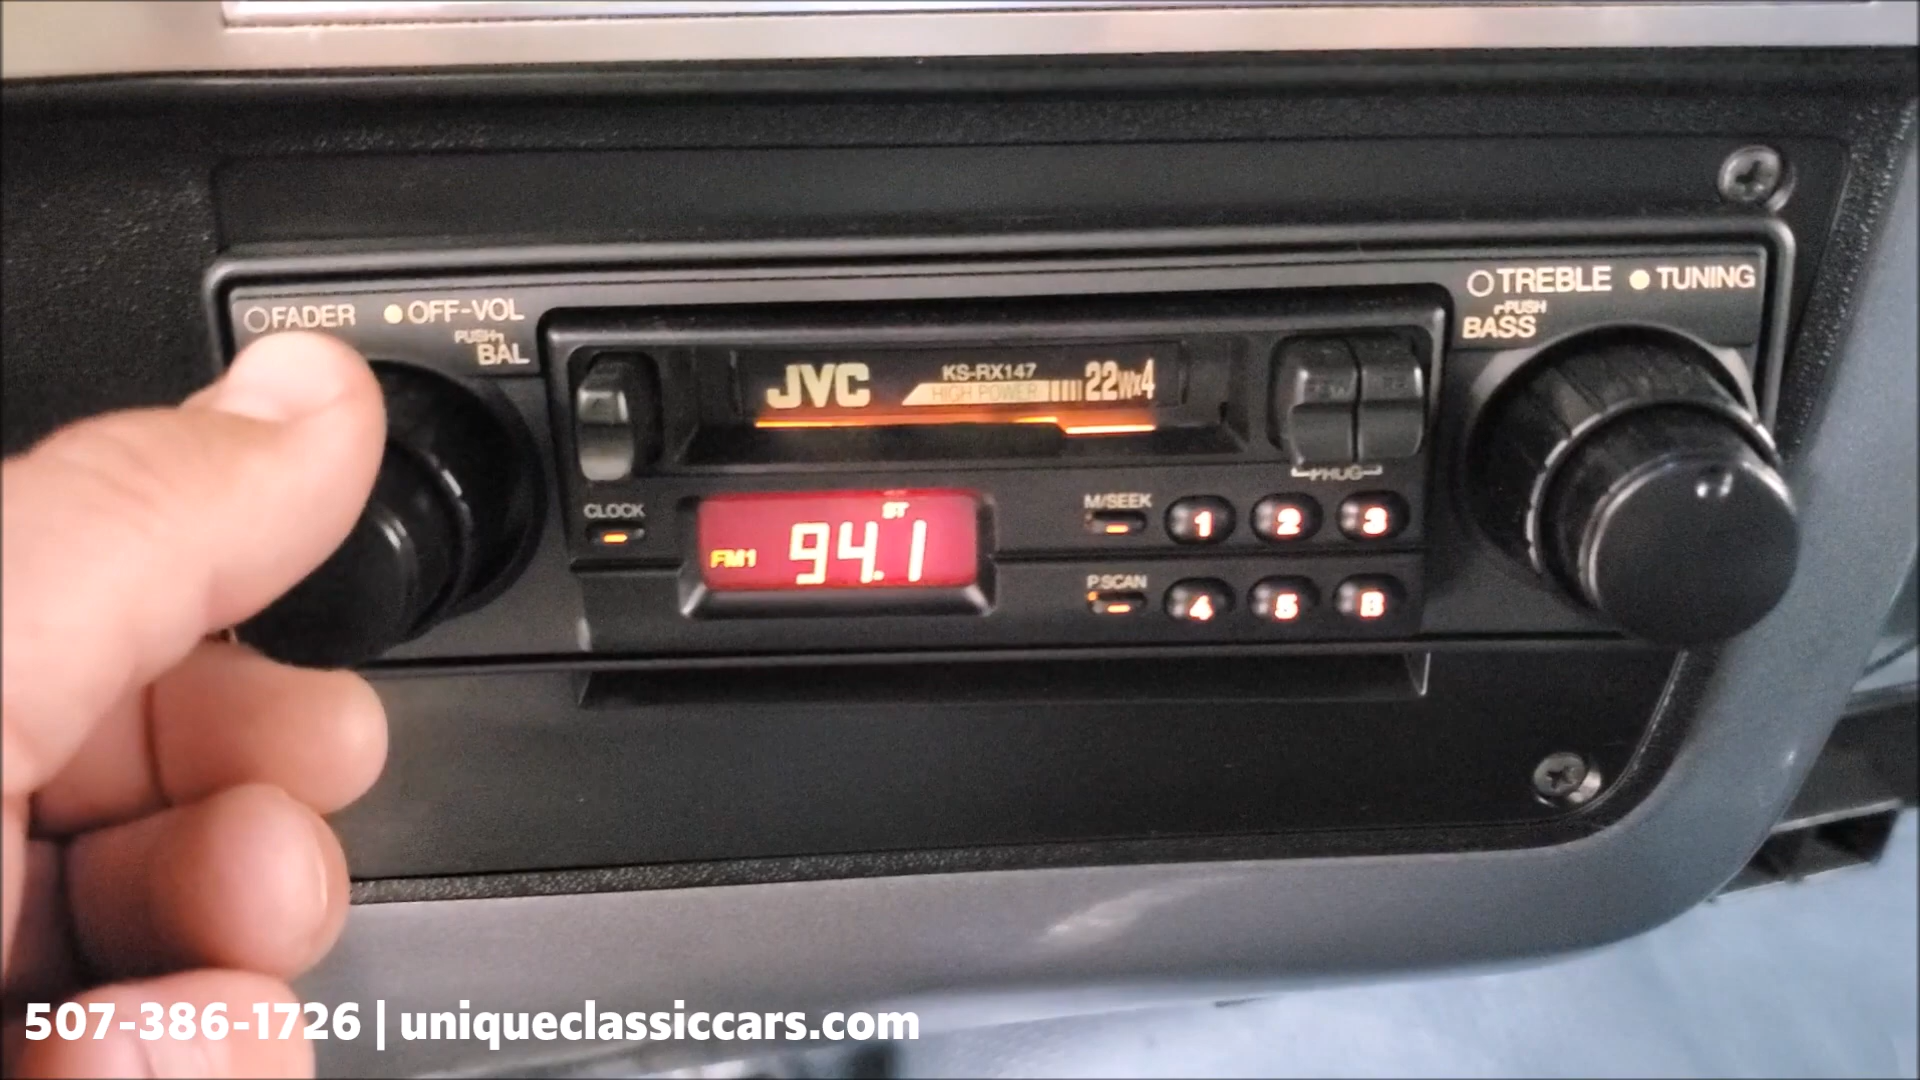 FADER OFF-VOL
PUSH
BAL
JVC KS-RX147
HIGH POWER 22Wx4
TREBLE TUNING
PUSH
BASS
PROG
CLOCK
ST
FM1 94.1
M/SEEK 1 2 3
P.SCAN 4 5 6
507-386-1726 | uniqueclassiccars.com